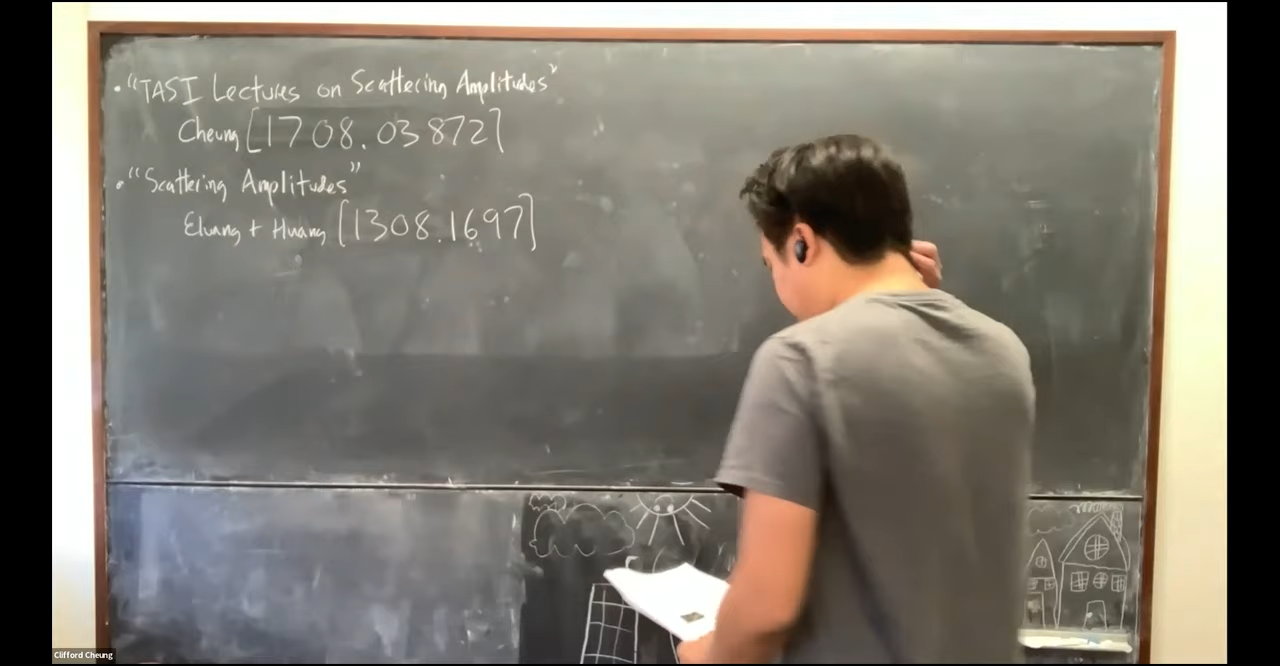 • "TASI Lectures on Scattering Amplitudes"
Cheung [1708.03872]
• "Scattering Amplitudes"
Elvang + Huang [1308.1697]
Clifford Cheung